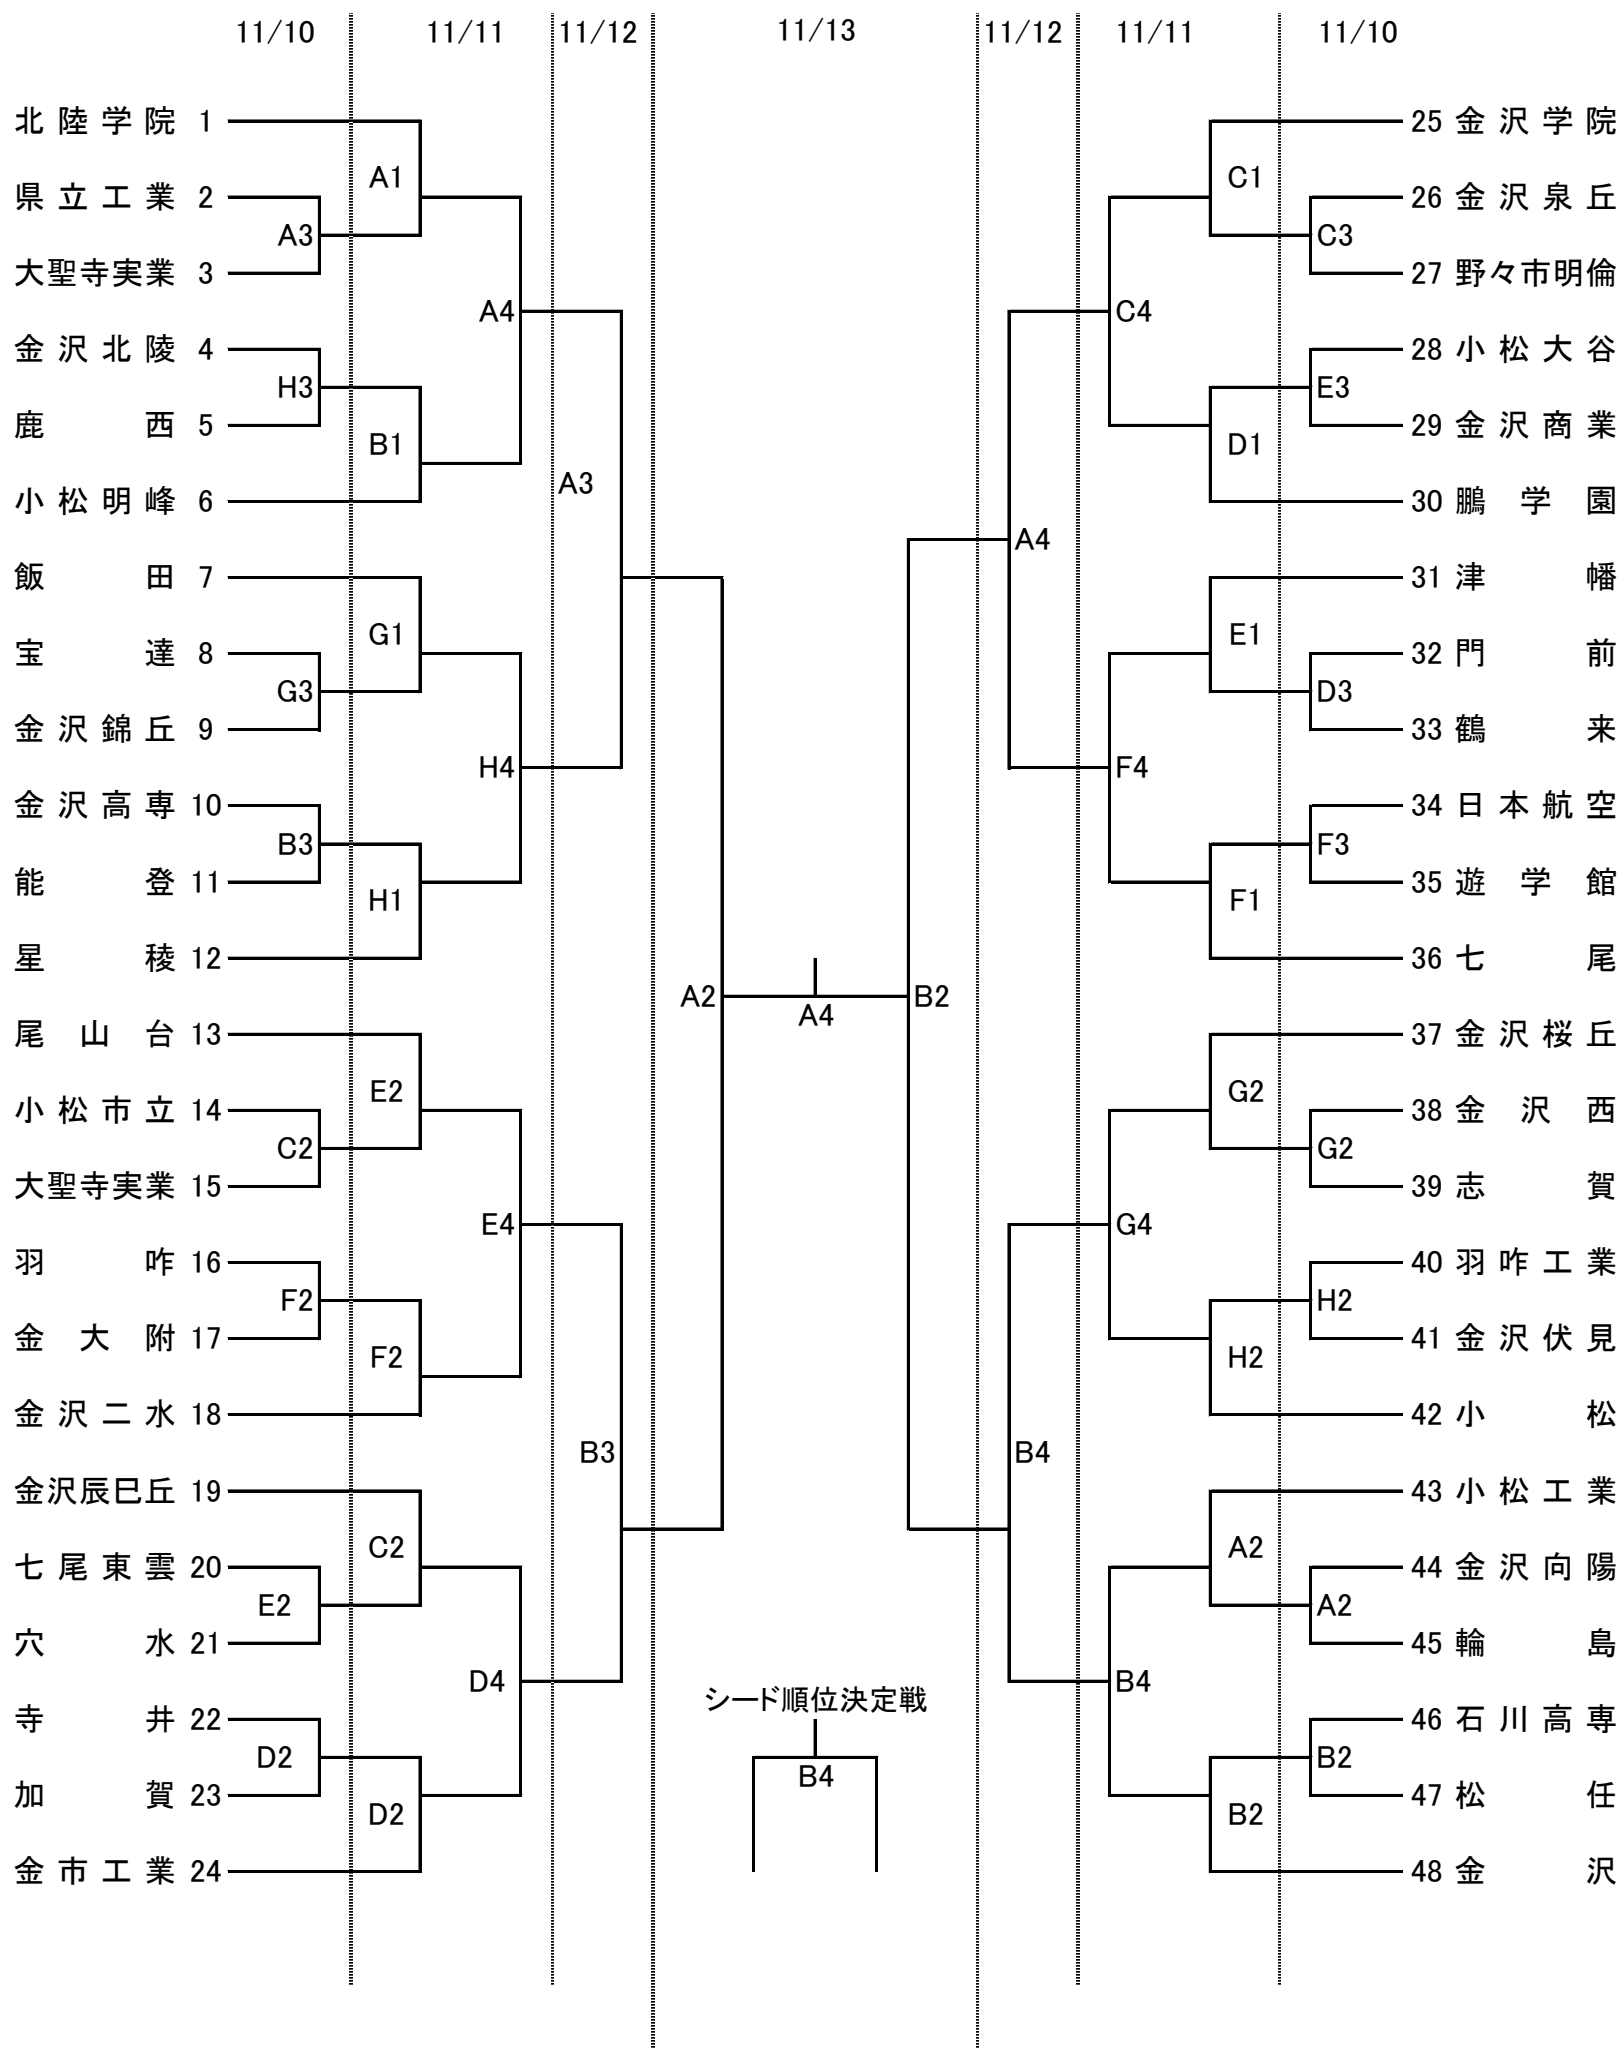 11/10 11/11 11/12 11/13 11/12 11/11 11/10
北陸学院 1 25 金沢学院
A1 C1
県立工業 2 26 金沢泉丘
A3 C3
大聖寺実業 3 27 野々市明倫
A4 C4
金沢北陵 4 28 小松大谷
H3 E3
鹿西 5 29 金沢商業
B1 D1
A3
小松明峰 6 30 鵬学園
A4
飯田 7 31 津幡
G1 E1
宝達 8 32 門前
G3 D3
金沢錦丘 9 33 鶴来
H4 F4
金沢高専 10 34 日本航空
B3 F3
能登 11 35 遊学館
H1 F1
星稜 12 36 七尾
A2 B2
A4
尾山台 13 37 金沢桜丘
E2 G2
小松市立 14 38 金沢西
C2 G2
大聖寺実業 15 39 志賀
E4 G4
羽咋 16 40 羽咋工業
F2 H2
金大附 17 41 金沢伏見
F2 H2
金沢二水 18 42 小松
B3 B4
金沢辰巳丘 19 43 小松工業
C2 A2
七尾東雲 20 44 金沢向陽
E2 A2
穴水 21 45 輪島
D4 B4
シード順位決定戦
寺井 22 46 石川高専
D2 B2
B4
加賀 23 47 松任
D2 B2
金市工業 24 48 金沢